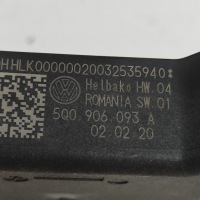 HHLK00000020032535940*
Helbako HW.04
ROMANIA SW.01
5Q0 906 093 A
02 02 20